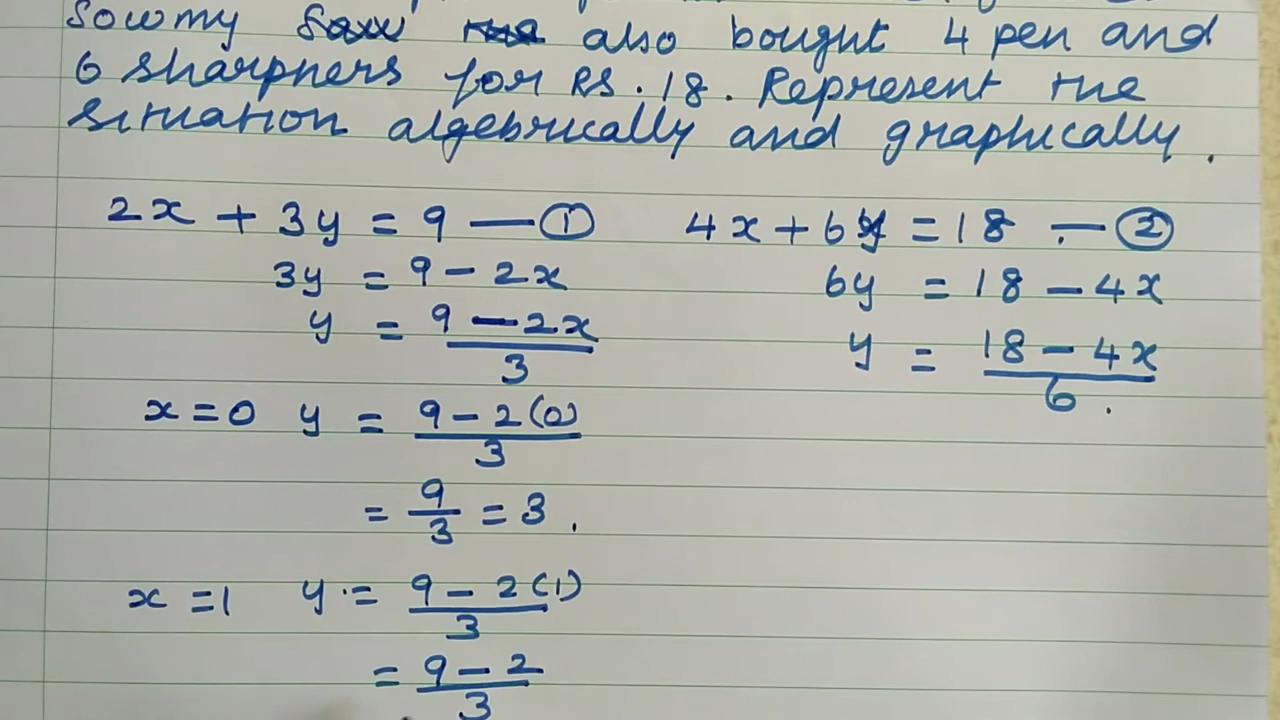 Sowmy also bought 4 pen and
6 sharpners for Rs. 18. Represent the
situation algebrically and graphically.
2x + 3y = 9 — ① 4x + 6y = 18 — ②
3y = 9 - 2x 6y = 18 - 4x
y = (9 - 2x)/3 y = (18 - 4x)/6.
x = 0 y = (9 - 2(0))/3
= 9/3 = 3.
x = 1 y = (9 - 2(1))/3
= (9 - 2)/3